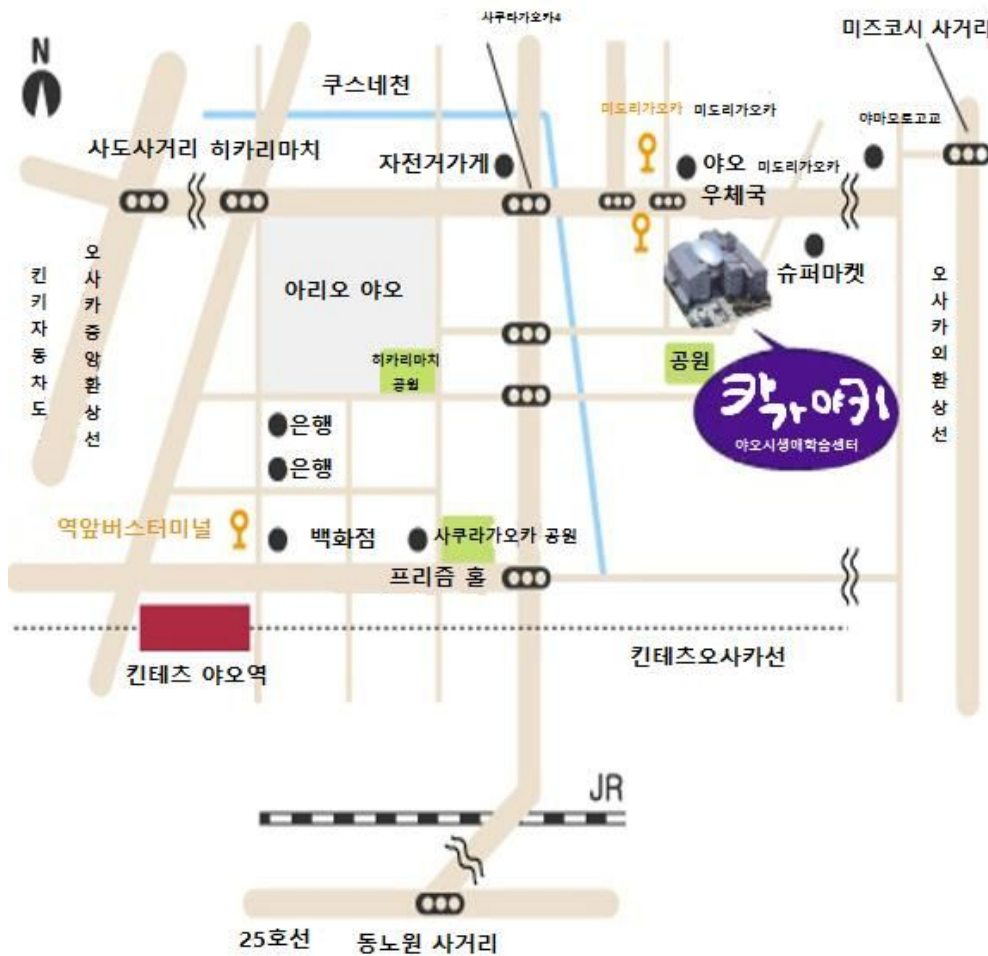 사쿠라가오카4
미즈코시 사거리
N
쿠스네천
미도리가오카 미도리가오카
야마모토고교
사도사거리 히카리마치
자전거가게
야오 미도리가오카
우체국
킨키자동차도
오사카중앙환상선
아리오 야오
슈퍼마켓
오사카외환상선
히카리마치
공원
공원
칵가야키
야오시생애학습센터
은행
은행
역앞버스터미널
백화점
사쿠라가오카 공원
프리즘 홀
킨테츠 야오역
킨테츠오사카선
JR
25호선
동노원 사거리